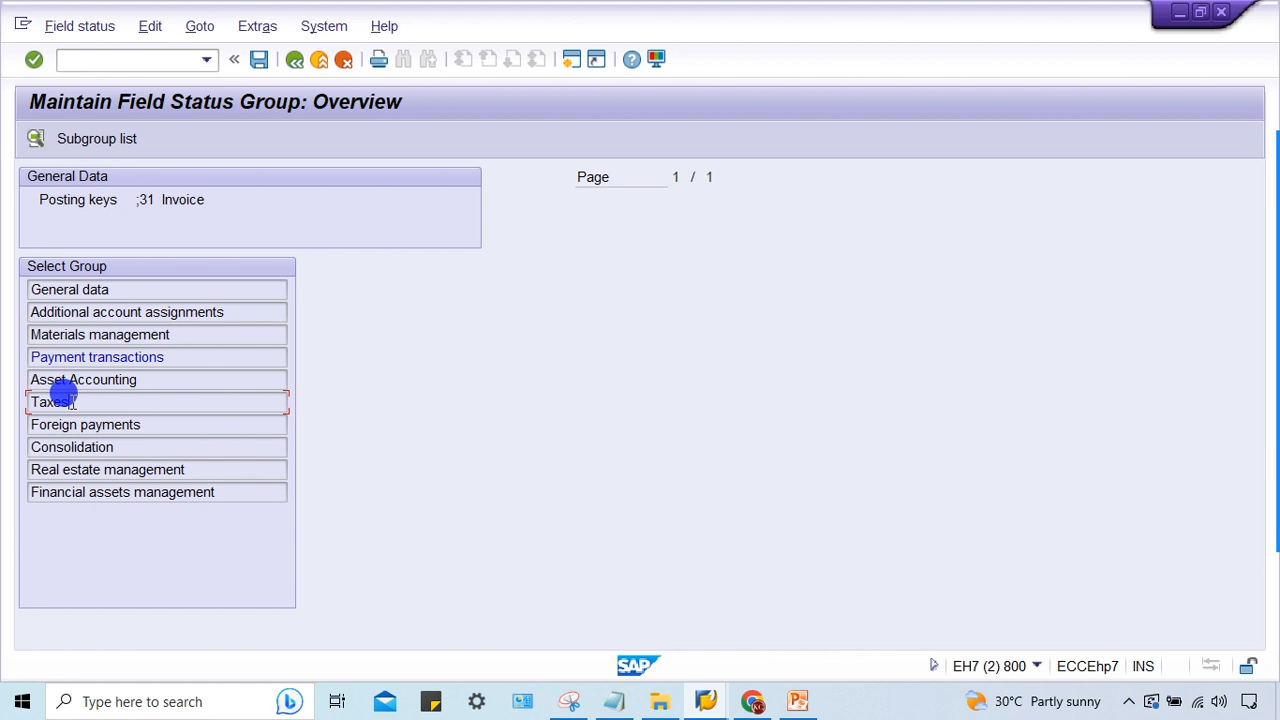 Field status Edit Goto Extras System Help
Maintain Field Status Group: Overview
Subgroup list
General Data
Page 1 / 1
Posting keys ;31 Invoice
Select Group
General data
Additional account assignments
Materials management
Payment transactions
Asset Accounting
Taxes
Foreign payments
Consolidation
Real estate management
Financial assets management
SAP
EH7 (2) 800 ECCEhp7 INS
Type here to search
30°C Partly sunny